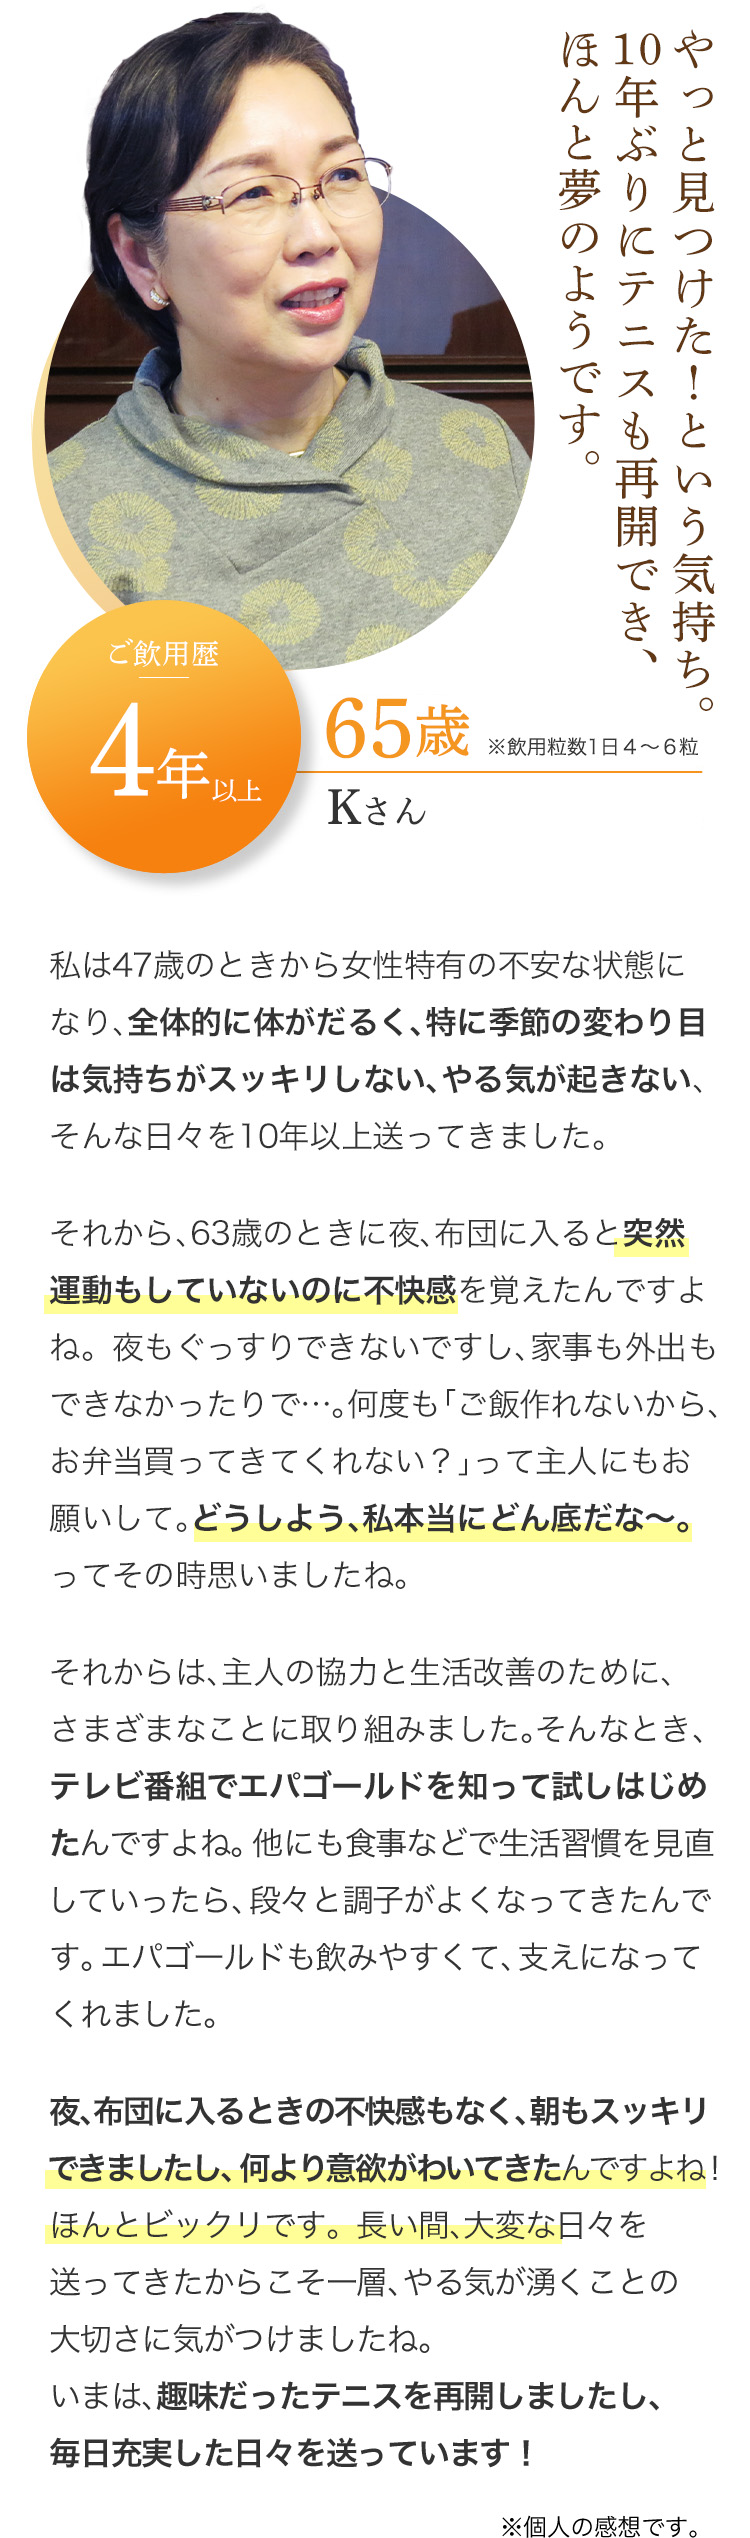 やっと見つけた！という気持ち。
10年ぶりにテニスも再開でき、
ほんと夢のようです。
ご飲用歴
4年以上
65歳 ※飲用粒数1日４〜６粒
Kさん
私は47歳のときから女性特有の不安な状態に
なり、全体的に体がだるく、特に季節の変わり目
は気持ちがスッキリしない、やる気が起きない、
そんな日々を10年以上送ってきました。
それから、63歳のときに夜、布団に入ると突然
運動もしていないのに不快感を覚えたんですよ
ね。夜もぐっすりできないですし、家事も外出も
できなかったりで…。何度も「ご飯作れないから、
お弁当買ってきてくれない？」って主人にもお
願いして。どうしよう、私本当にどん底だな〜。
ってその時思いましたね。
それからは、主人の協力と生活改善のために、
さまざまなことに取り組みました。そんなとき、
テレビ番組でエパゴールドを知って試しはじめ
たんですよね。他にも食事などで生活習慣を見直
していったら、段々と調子がよくなってきたんで
す。エパゴールドも飲みやすくて、支えになって
くれました。
夜、布団に入るときの不快感もなく、朝もスッキリ
できましたし、何より意欲がわいてきたんですよね！
ほんとビックリです。長い間、大変な日々を
送ってきたからこそ一層、やる気が湧くことの
大切さに気がつけましたね。
いまは、趣味だったテニスを再開しましたし、
毎日充実した日々を送っています！
※個人の感想です。